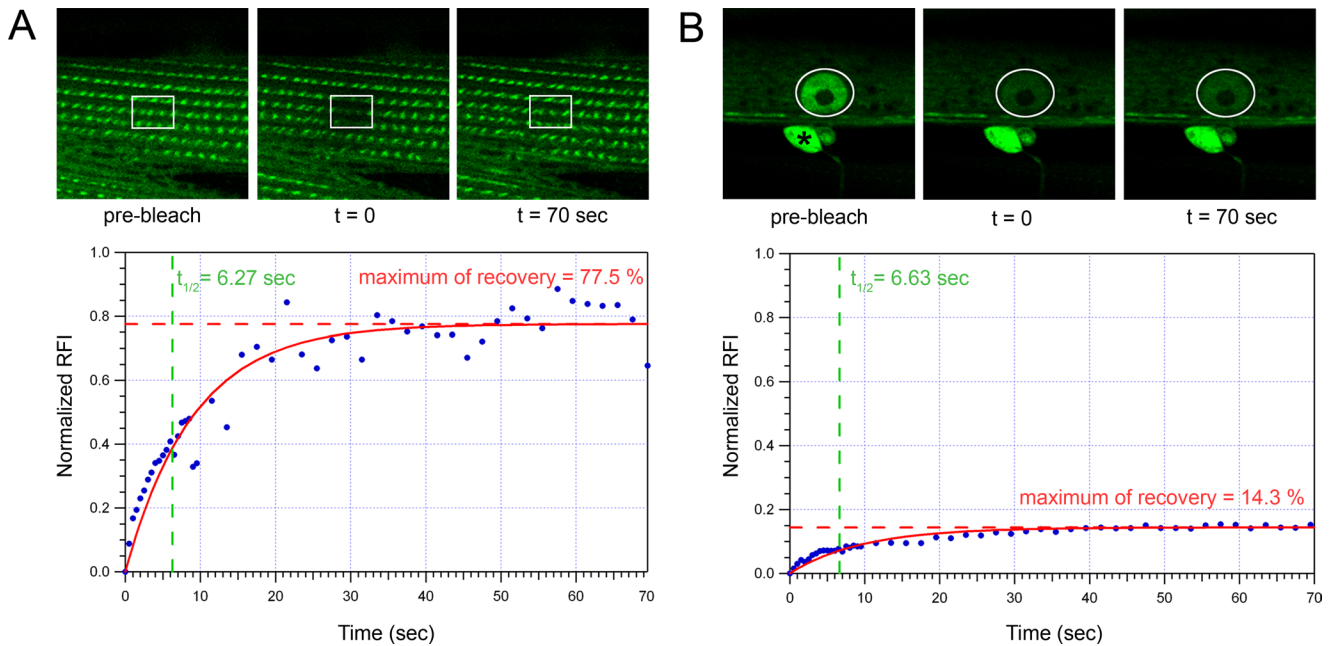 A
B
pre-bleach
t = 0
t = 70 sec
*
pre-bleach
t = 0
t = 70 sec
Normalized RFI
1.0
0.8
0.6
0.4
0.2
0.0
t1/2= 6.27 sec
maximum of recovery = 77.5 %
0
10
20
30
40
50
60
70
Time (sec)
Normalized RFI
1.0
0.8
0.6
0.4
0.2
0.0
t1/2= 6.63 sec
maximum of recovery = 14.3 %
0
10
20
30
40
50
60
70
Time (sec)